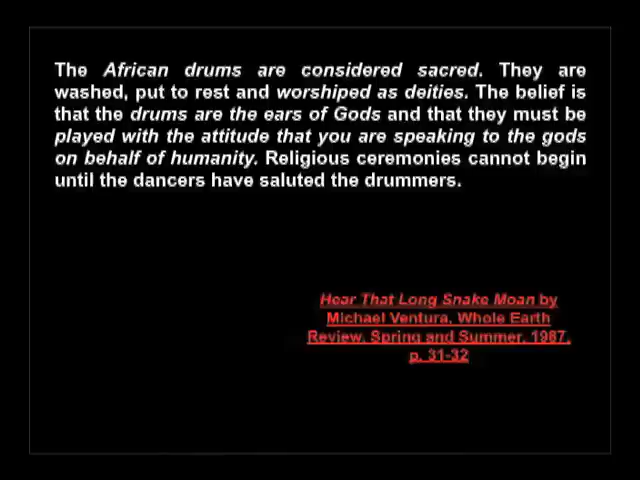 The African drums are considered sacred. They are
washed, put to rest and worshiped as deities. The belief is
that the drums are the ears of Gods and that they must be
played with the attitude that you are speaking to the gods
on behalf of humanity. Religious ceremonies cannot begin
until the dancers have saluted the drummers.
Hear That Long Snake Moan by
Michael Ventura, Whole Earth
Review, Spring and Summer, 1987,
p. 31-32